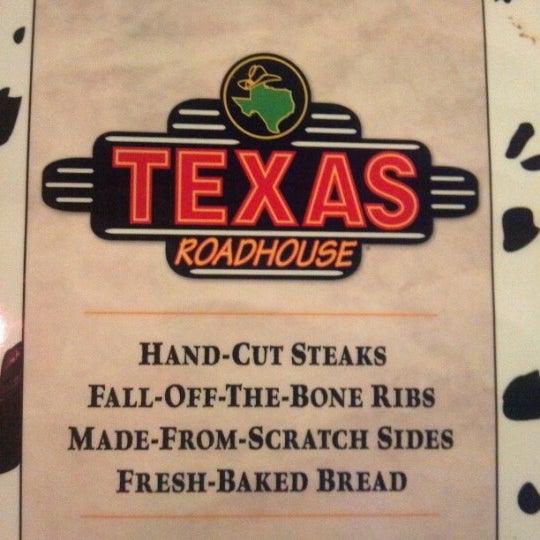 TEXAS
ROADHOUSE
HAND-CUT STEAKS
FALL-OFF-THE-BONE RIBS
MADE-FROM-SCRATCH SIDES
FRESH-BAKED BREAD